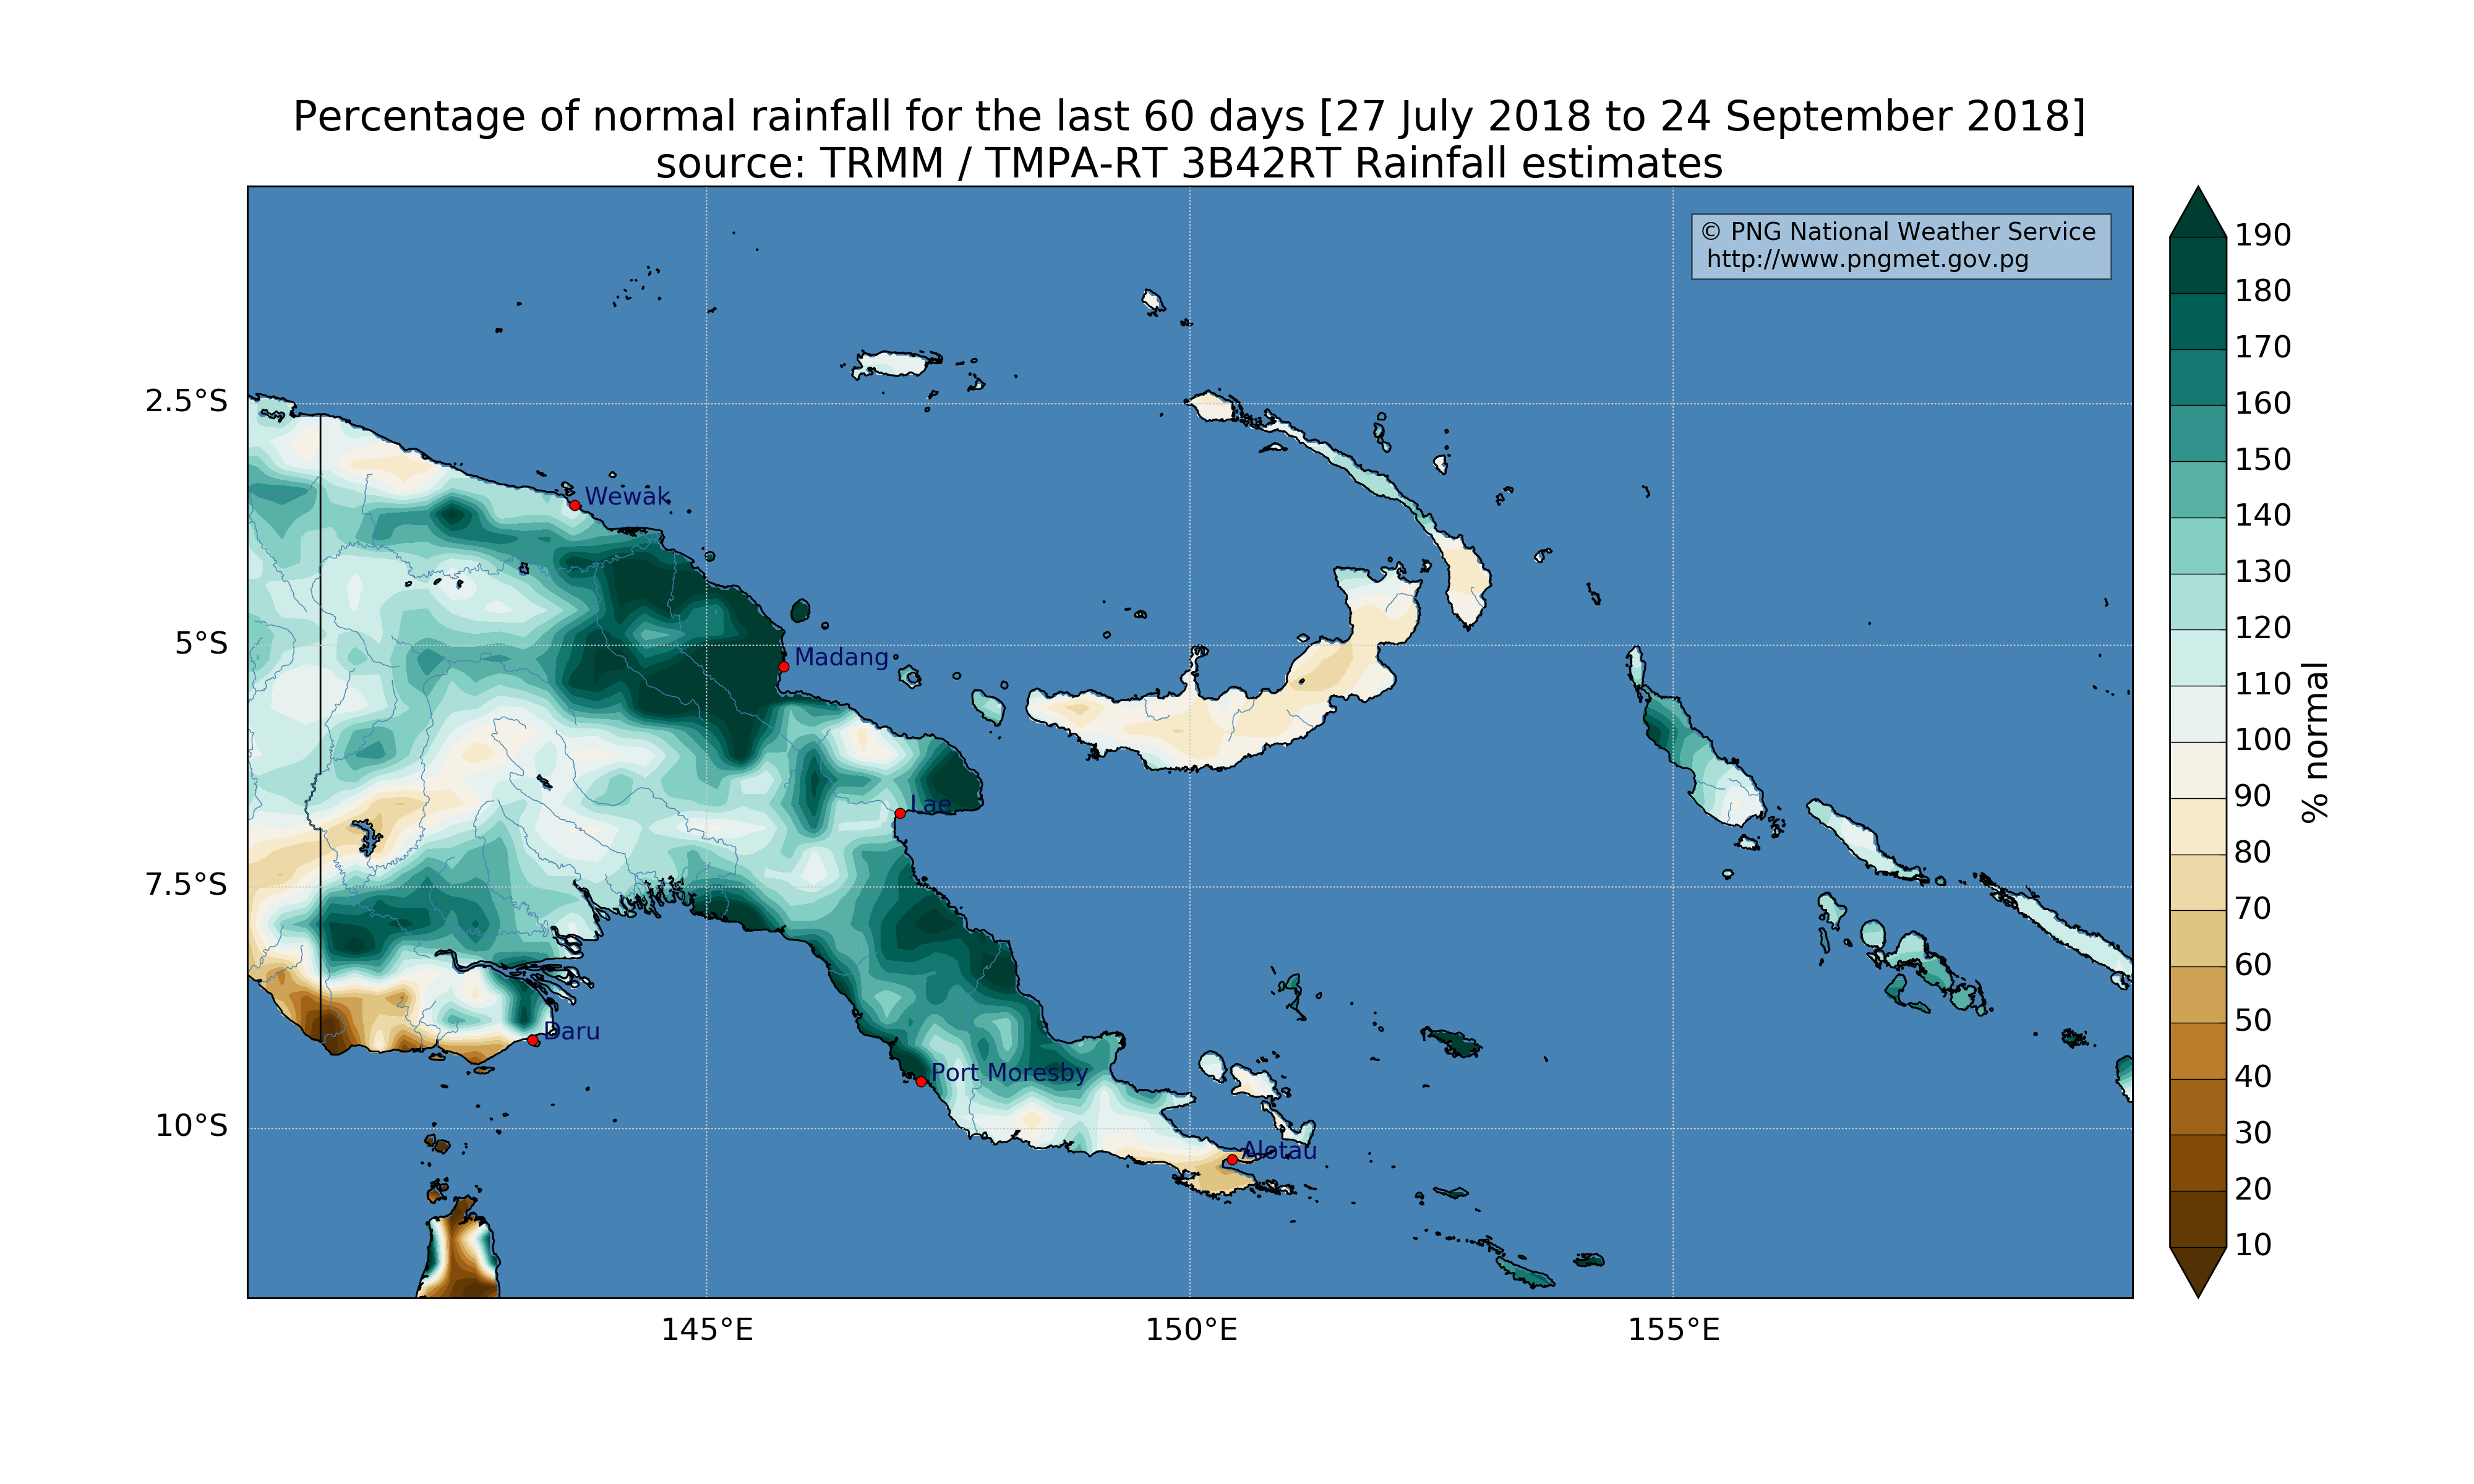 Percentage of normal rainfall for the last 60 days [27 July 2018 to 24 September 2018]
source: TRMM / TMPA-RT 3B42RT Rainfall estimates
© PNG National Weather Service
http://www.pngmet.gov.pg
2.5°S
5°S
7.5°S
10°S
Wewak
Madang
Lae
Daru
Port Moresby
Alotau
145°E
150°E
155°E
190
180
170
160
150
140
130
120
110
100
90
80
70
60
50
40
30
20
10
% normal